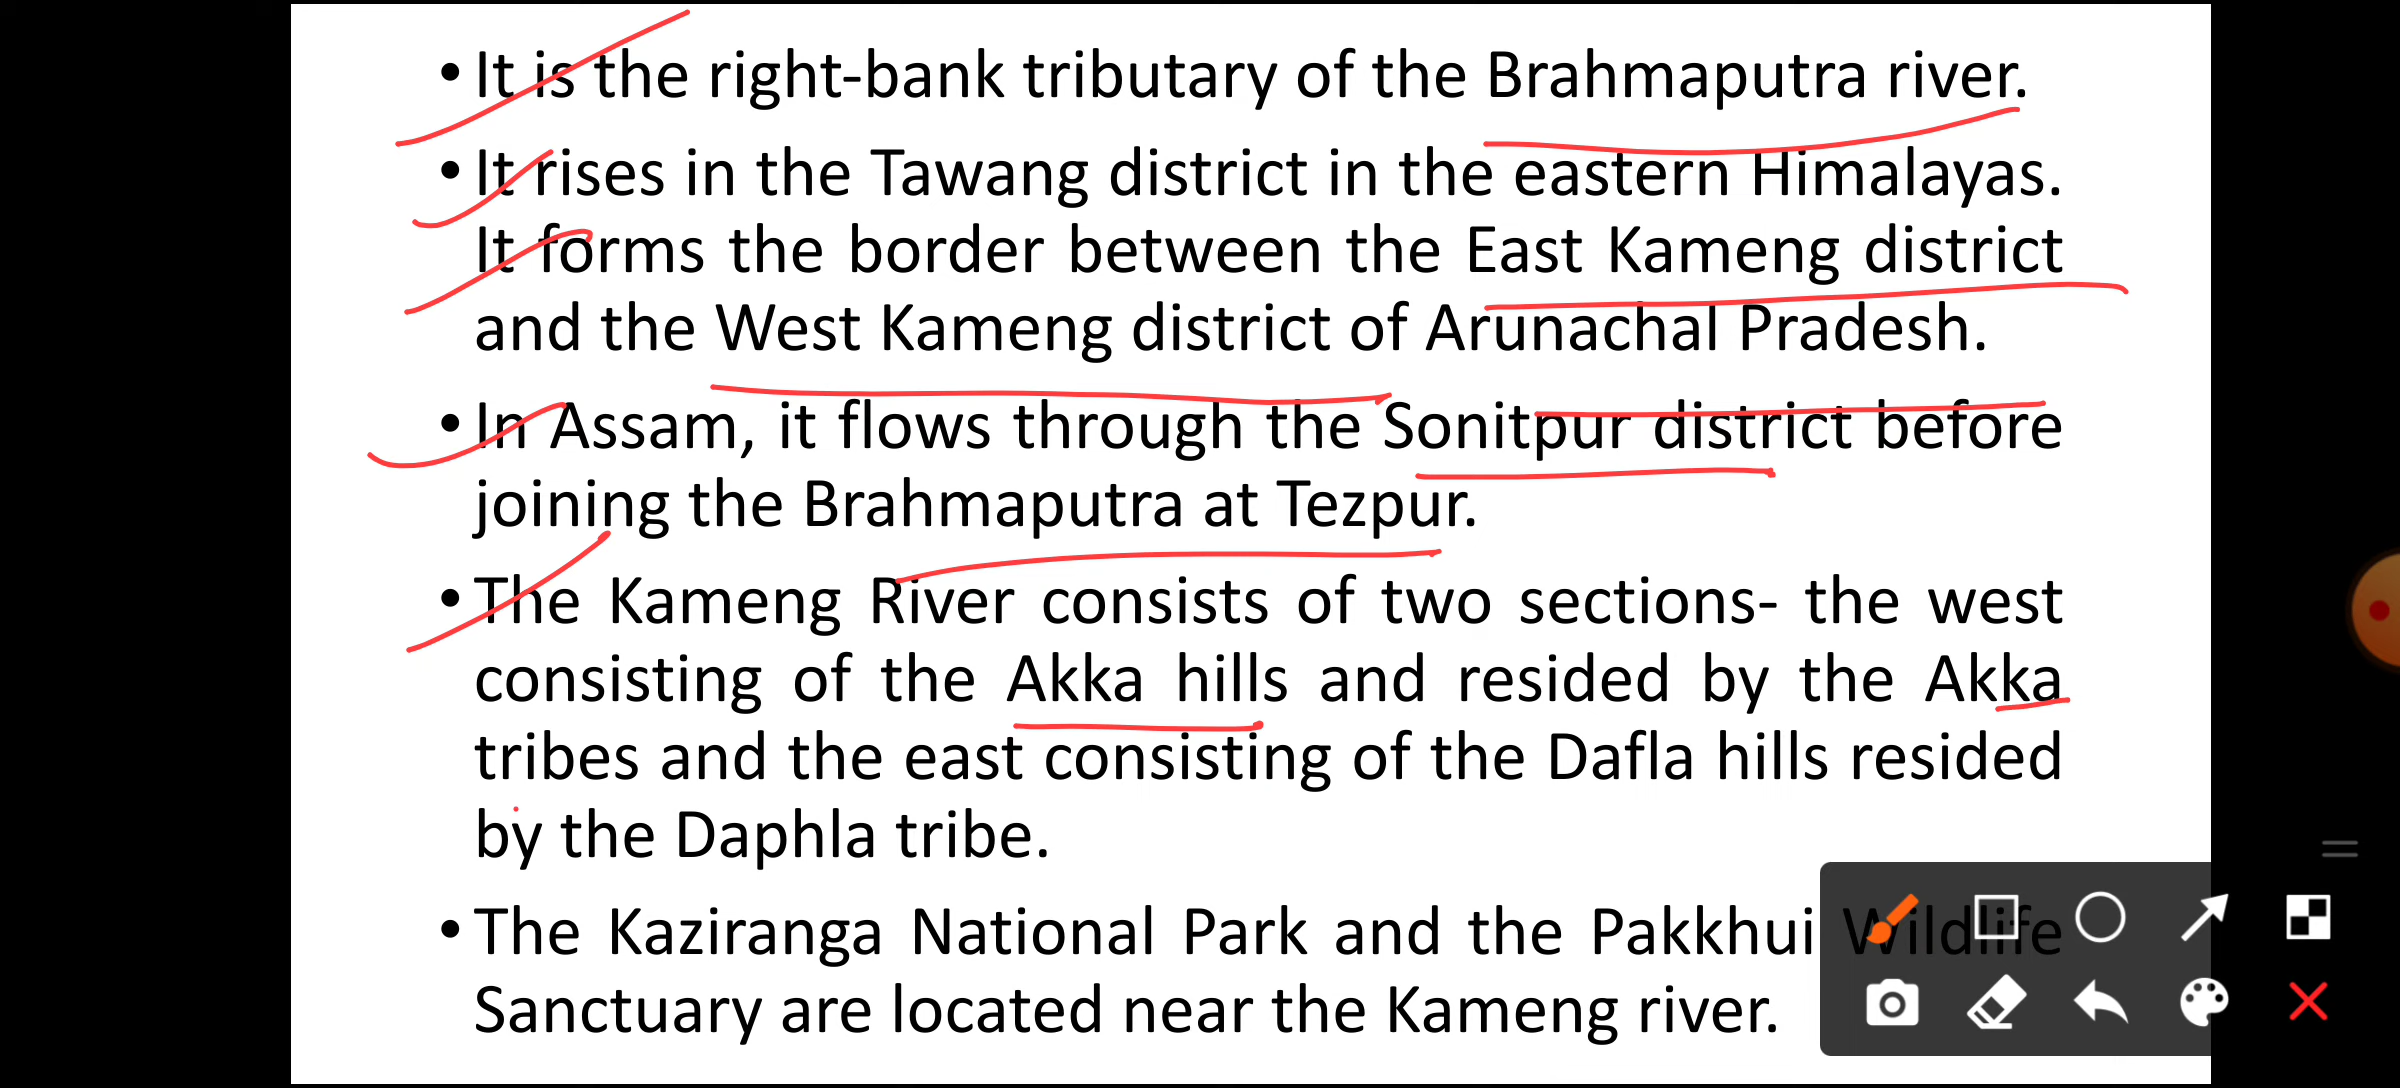 •It is the right-bank tributary of the Brahmaputra river.
•It rises in the Tawang district in the eastern Himalayas.
It forms the border between the East Kameng district
and the West Kameng district of Arunachal Pradesh.
•In Assam, it flows through the Sonitpur district before
joining the Brahmaputra at Tezpur.
•The Kameng River consists of two sections- the west
consisting of the Akka hills and resided by the Akka
tribes and the east consisting of the Dafla hills resided
by the Daphla tribe.
•The Kaziranga National Park and the Pakkhui Wildlife
Sanctuary are located near the Kameng river.